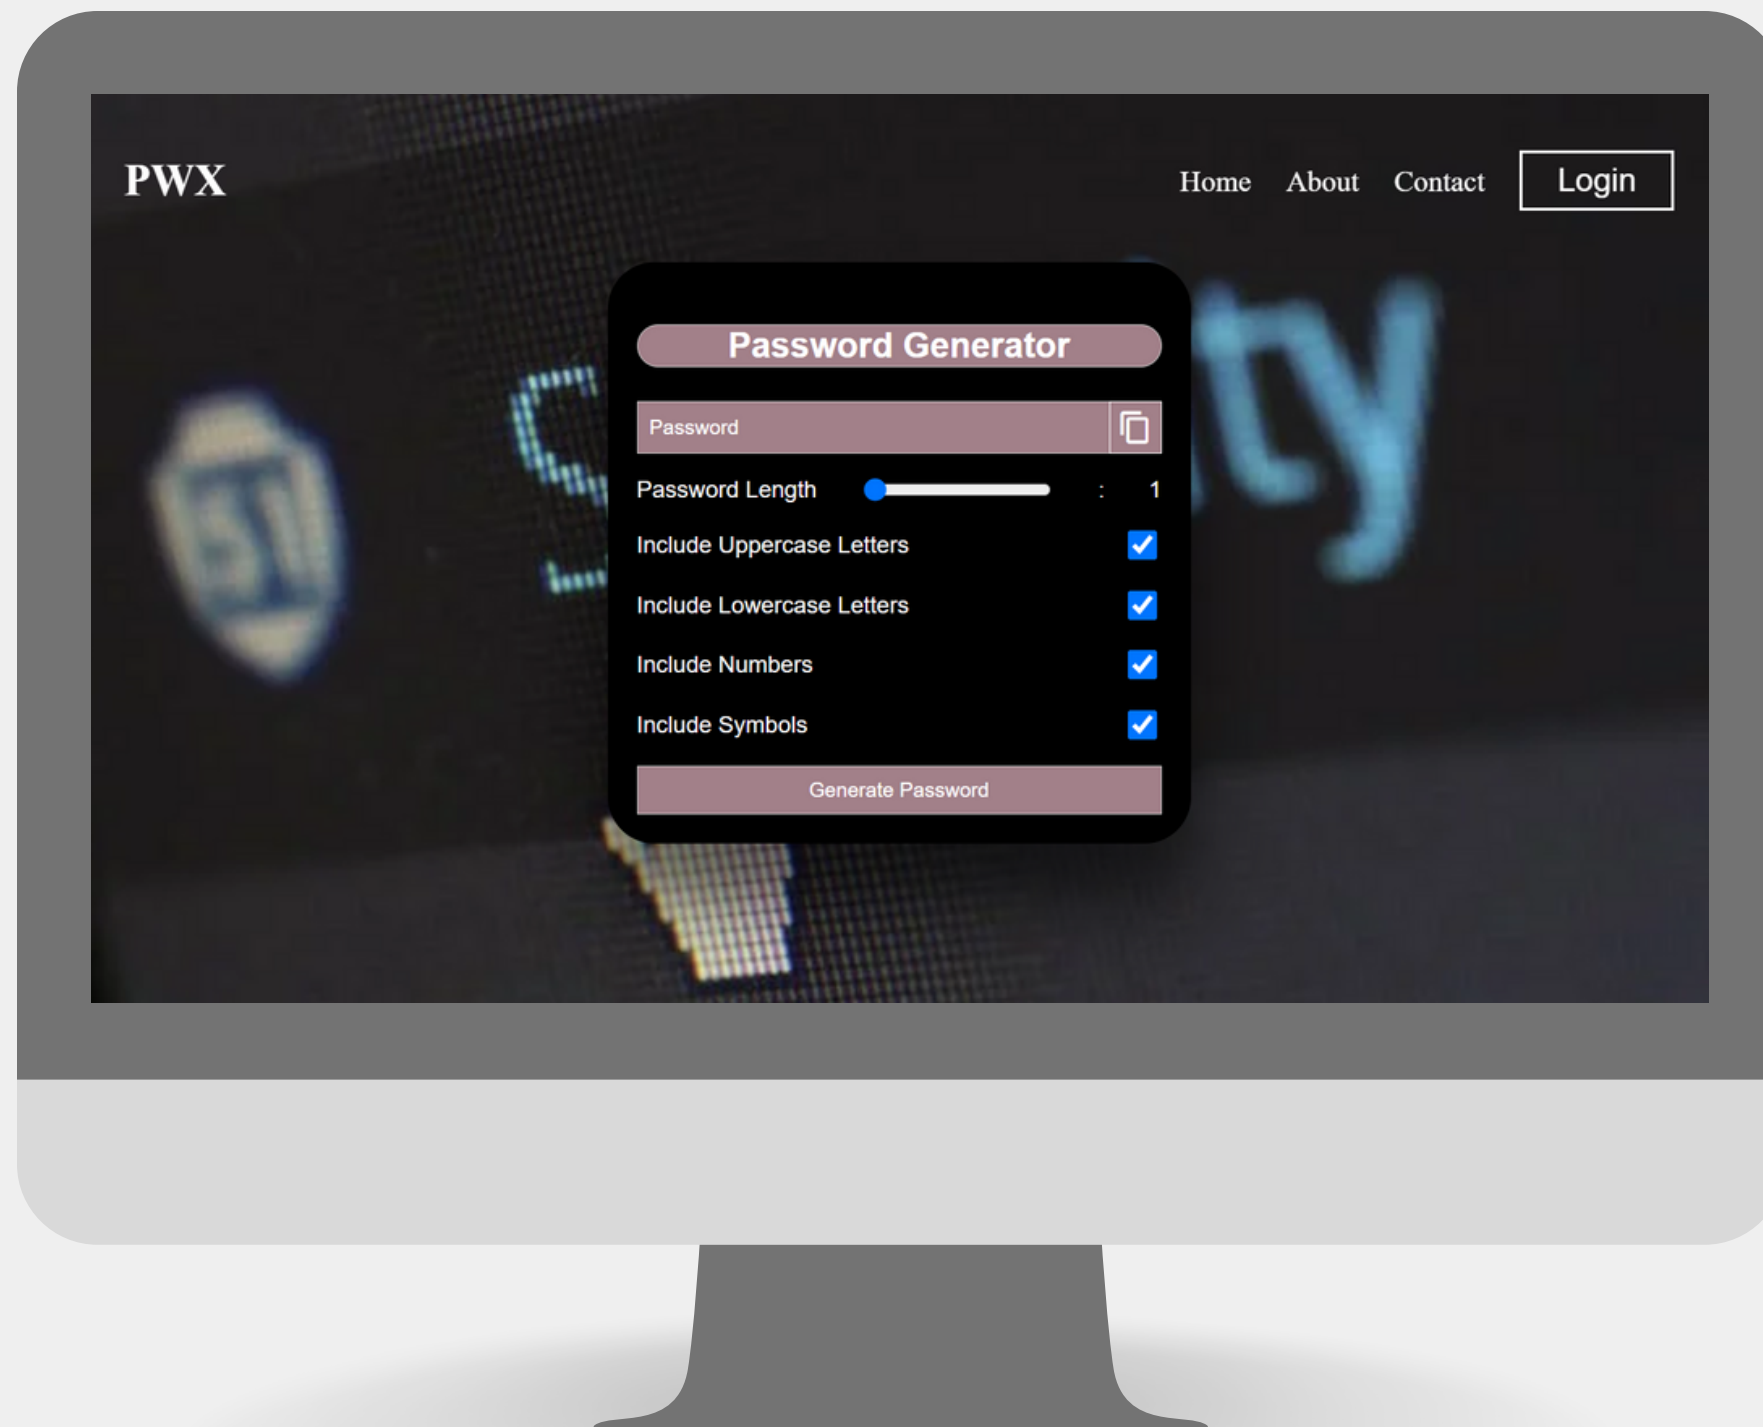 PWX
Home About Contact Login
Password Generator
Password
Password Length : 1
Include Uppercase Letters
Include Lowercase Letters
Include Numbers
Include Symbols
Generate Password